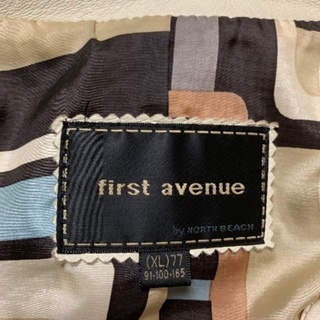 first avenue
by NORTH BEACH
(XL)77
91-100-165